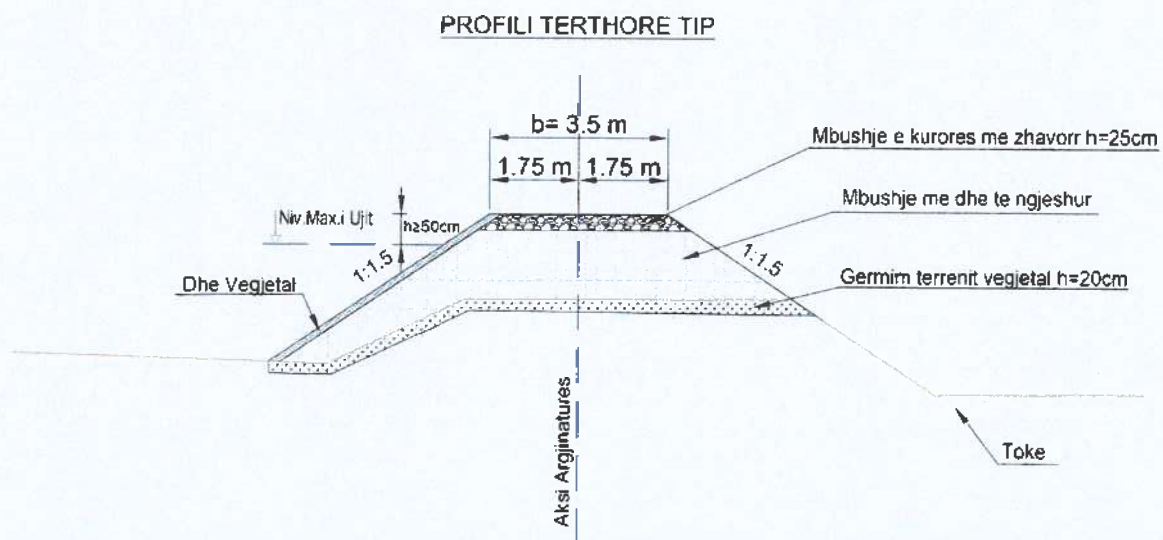 PROFILI TERTHORE TIP
b= 3.5 m
1.75 m
1.75 m
Mbushje e kurores me zhavorr h=25cm
Mbushje me dhe te ngjeshur
Niv.Max.i Ujit
h≥50cm
1:1.5
1:1.5
Dhe Vegjetal
Germim terrenit vegjetal h=20cm
Aksi Argjinatures
Toke